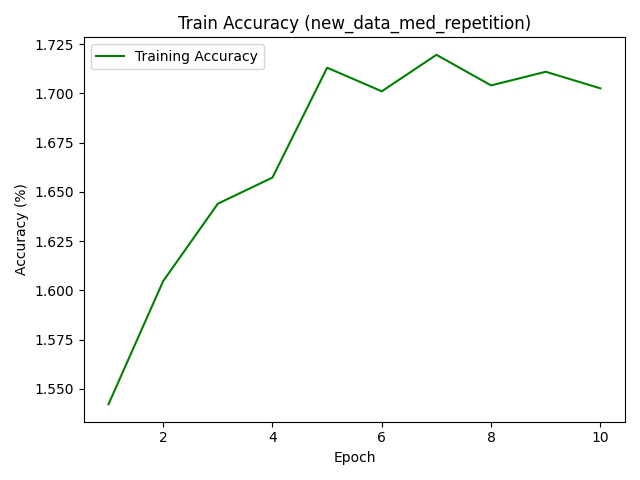 Train Accuracy (new_data_med_repetition)
Training Accuracy
Accuracy (%)
1.725
1.700
1.675
1.650
1.625
1.600
1.575
1.550
2 4 6 8 10
Epoch